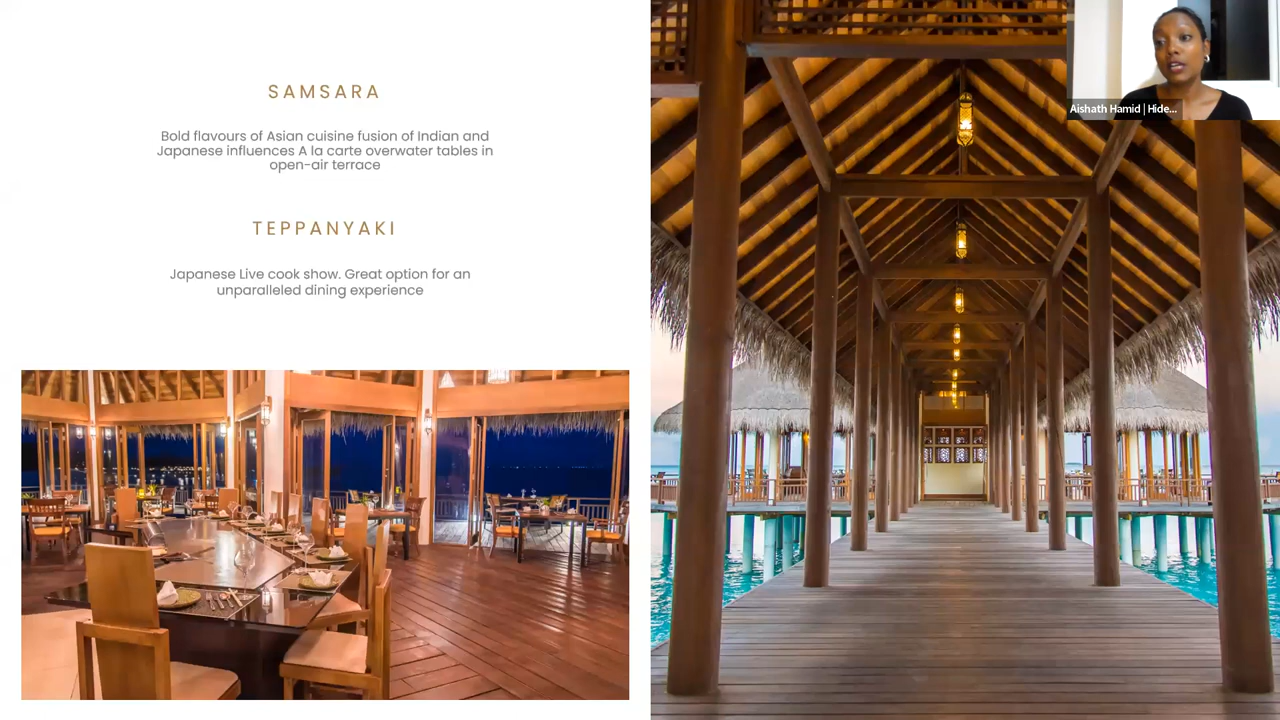 SAMSARA
Bold flavours of Asian cuisine fusion of Indian and
Japanese influences A la carte overwater tables in
open-air terrace
TEPPANYAKI
Japanese Live cook show. Great option for an
unparalleled dining experience
Aishath Hamid | Hide...